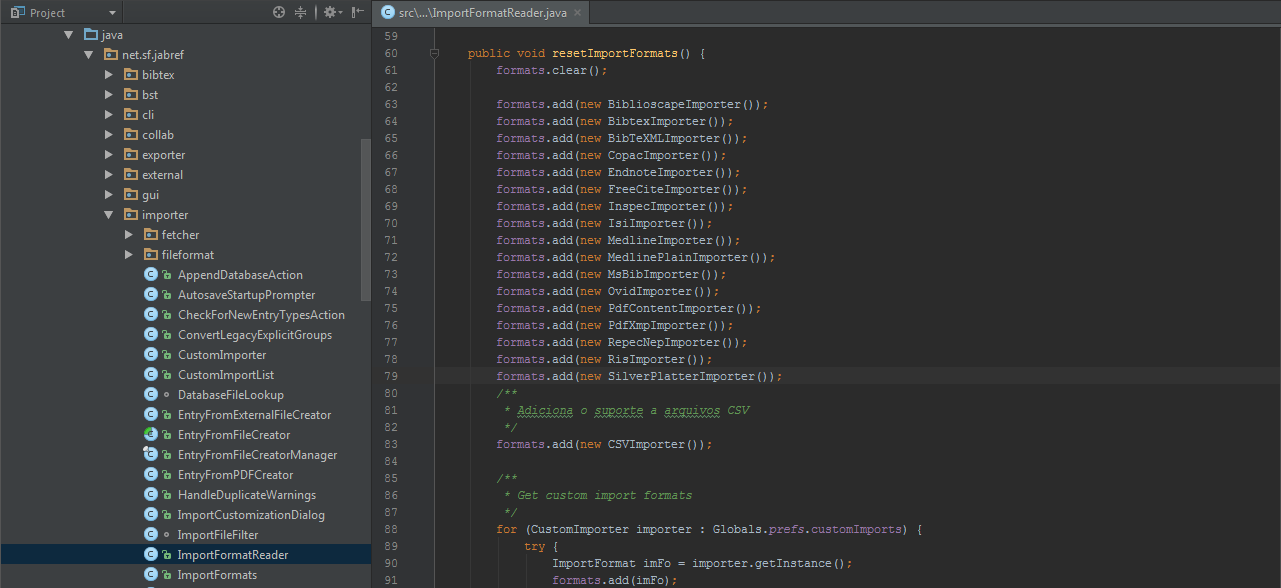 Project
java
net.sf.jabref
bibtex
bst
cli
collab
exporter
external
gui
importer
fetcher
fileformat
AppendDatabaseAction
AutosaveStartupPrompter
CheckForNewEntryTypesAction
ConvertLegacyExplicitGroups
CustomImporter
CustomImportList
DatabaseFileLookup
EntryFromExternalFileCreator
EntryFromFileCreator
EntryFromFileCreatorManager
EntryFromPDFCreator
HandleDuplicateWarnings
ImportCustomizationDialog
ImportFileFilter
ImportFormatReader
ImportFormats
src\...\ImportFormatReader.java
59
60 public void resetImportFormats() {
61 formats.clear();
62
63 formats.add(new BiblioscapeImporter());
64 formats.add(new BibtexImporter());
65 formats.add(new BibTeXMLImporter());
66 formats.add(new CopacImporter());
67 formats.add(new EndnoteImporter());
68 formats.add(new FreeCiteImporter());
69 formats.add(new InspecImporter());
70 formats.add(new IsiImporter());
71 formats.add(new MedlineImporter());
72 formats.add(new MedlinePlainImporter());
73 formats.add(new MsBibImporter());
74 formats.add(new OvidImporter());
75 formats.add(new PdfContentImporter());
76 formats.add(new PdfXmpImporter());
77 formats.add(new RepecNepImporter());
78 formats.add(new RisImporter());
79 formats.add(new SilverPlatterImporter());
80 /**
81 * Adiciona o suporte a arquivos CSV
82 */
83 formats.add(new CSVImporter());
84
85 /**
86 * Get custom import formats
87 */
88 for (CustomImporter importer : Globals.prefs.customImports) {
89 try {
90 ImportFormat imFo = importer.getInstance();
91 formats.add(imFo);